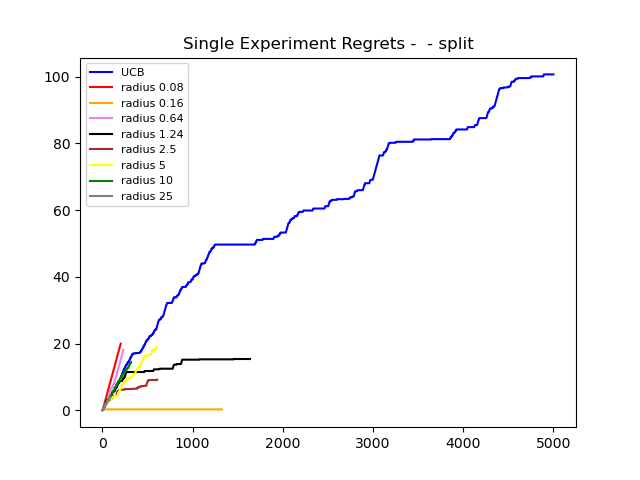 Single Experiment Regrets -  - split
UCB
radius 0.08
radius 0.16
radius 0.64
radius 1.24
radius 2.5
radius 5
radius 10
radius 25
100
80
60
40
20
0
0 1000 2000 3000 4000 5000